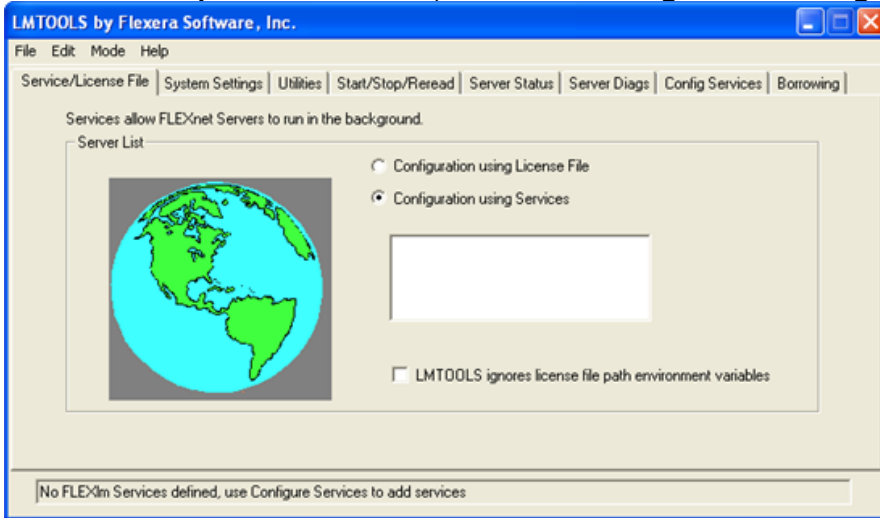 LMTOOLS by Flexera Software, Inc.
File Edit Mode Help
Service/License File System Settings Utilities Start/Stop/Reread Server Status Server Diags Config Services Borrowing
Services allow FLEXnet Servers to run in the background.
Server List
Configuration using License File
Configuration using Services
LMTOOLS ignores license file path environment variables
No FLEXlm Services defined, use Configure Services to add services